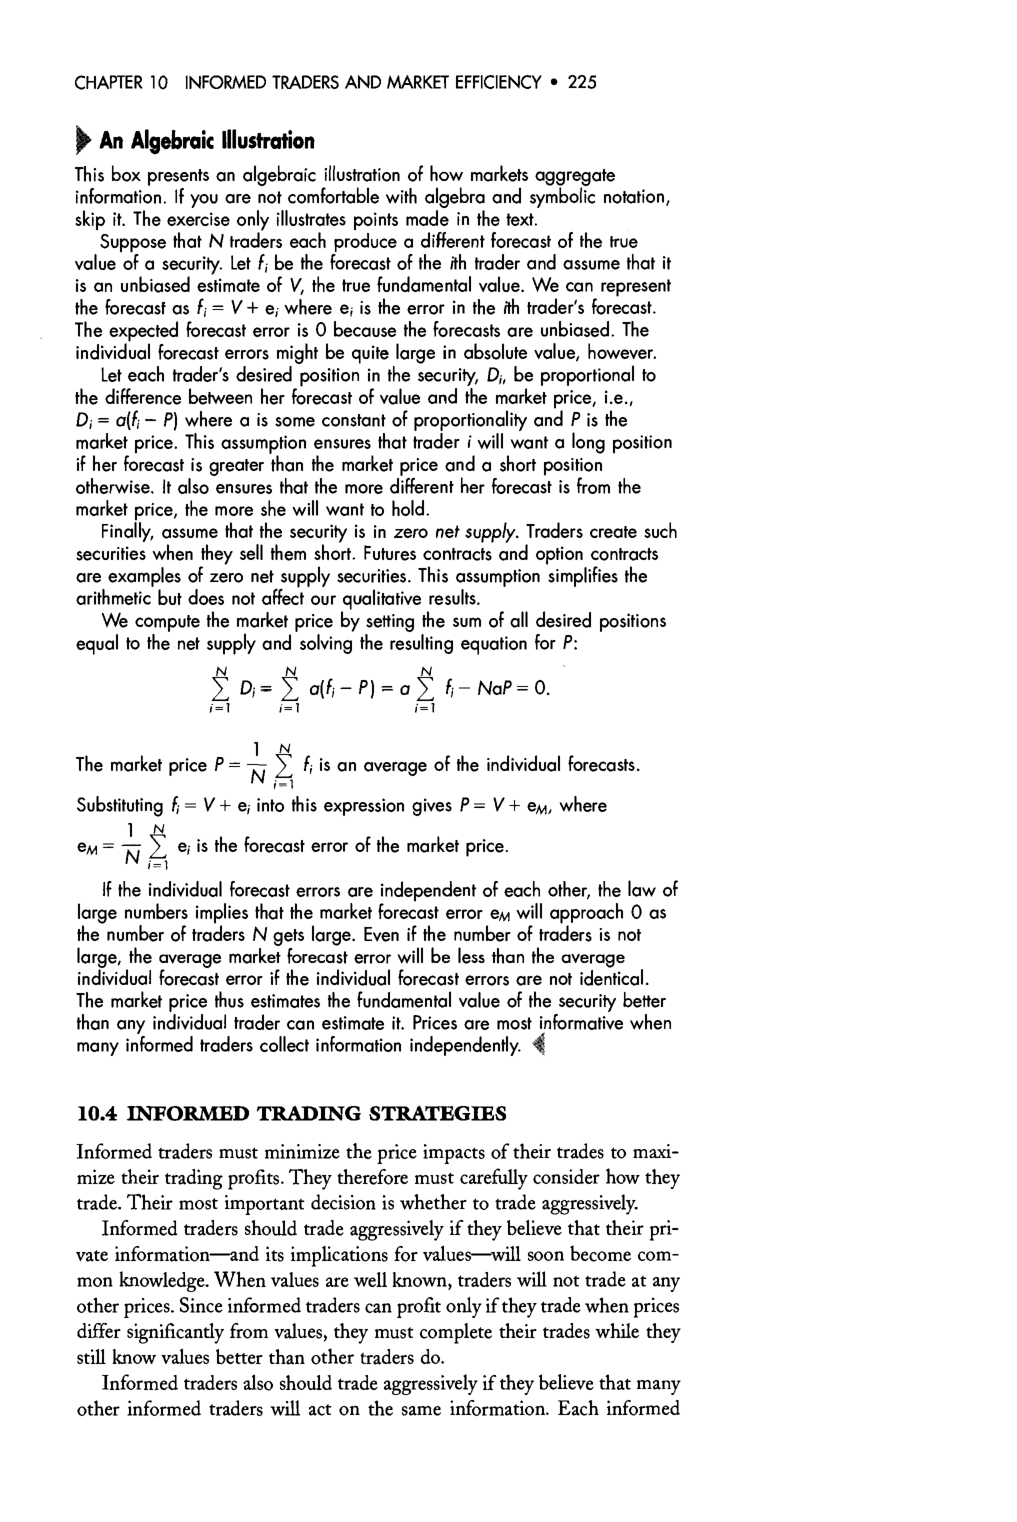 CHAPTER 10 INFORMED TRADERS AND MARKET EFFICIENCY • 225
An Algebraic Illustration
This box presents an algebraic illustration of how markets aggregate
information. If you are not comfortable with algebra and symbolic notation,
skip it. The exercise only illustrates points made in the text.
Suppose that N traders each produce a different forecast of the true
value of a security. Let fi be the forecast of the ith trader and assume that it
is an unbiased estimate of V, the true fundamental value. We can represent
the forecast as fi = V + ei where ei is the error in the ith trader's forecast.
The expected forecast error is 0 because the forecasts are unbiased. The
individual forecast errors might be quite large in absolute value, however.
Let each trader's desired position in the security, Di, be proportional to
the difference between her forecast of value and the market price, i.e.,
Di = a(fi − P) where a is some constant of proportionality and P is the
market price. This assumption ensures that trader i will want a long position
if her forecast is greater than the market price and a short position
otherwise. It also ensures that the more different her forecast is from the
market price, the more she will want to hold.
Finally, assume that the security is in zero net supply. Traders create such
securities when they sell them short. Futures contracts and option contracts
are examples of zero net supply securities. This assumption simplifies the
arithmetic but does not affect our qualitative results.
We compute the market price by setting the sum of all desired positions
equal to the net supply and solving the resulting equation for P:
N∑i=1 Di = N∑i=1 a(fi − P) = a N∑i=1 fi − NaP = 0.
The market price P = 1/N N∑i=1 fi is an average of the individual forecasts.
Substituting fi = V + ei into this expression gives P = V + eM, where
eM = 1/N N∑i=1 ei is the forecast error of the market price.
If the individual forecast errors are independent of each other, the law of
large numbers implies that the market forecast error eM will approach 0 as
the number of traders N gets large. Even if the number of traders is not
large, the average market forecast error will be less than the average
individual forecast error if the individual forecast errors are not identical.
The market price thus estimates the fundamental value of the security better
than any individual trader can estimate it. Prices are most informative when
many informed traders collect information independently.
10.4 INFORMED TRADING STRATEGIES
Informed traders must minimize the price impacts of their trades to maxi-
mize their trading profits. They therefore must carefully consider how they
trade. Their most important decision is whether to trade aggressively.
Informed traders should trade aggressively if they believe that their pri-
vate information—and its implications for values—will soon become com-
mon knowledge. When values are well known, traders will not trade at any
other prices. Since informed traders can profit only if they trade when prices
differ significantly from values, they must complete their trades while they
still know values better than other traders do.
Informed traders also should trade aggressively if they believe that many
other informed traders will act on the same information. Each informed